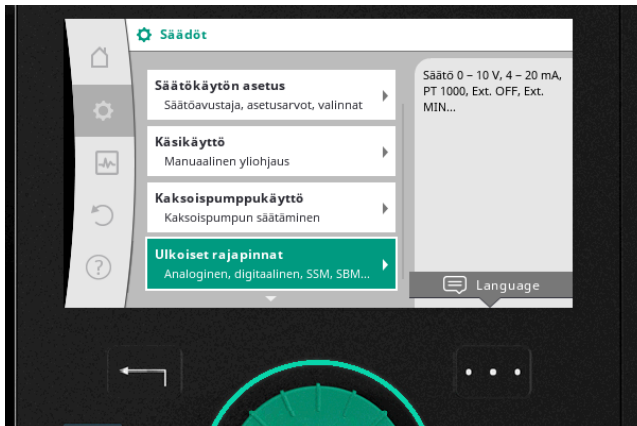 Säädöt
Säätökäytön asetus
Säätöavustaja, asetusarvot, valinnat
Käsikäyttö
Manuaalinen yliohjaus
Kaksoispumppukäyttö
Kaksoispumpun säätäminen
Ulkoiset rajapinnat
Analoginen, digitaalinen, SSM, SBM...
Säätö 0 – 10 V, 4 – 20 mA,
PT 1000, Ext. OFF, Ext.
MIN...
Language